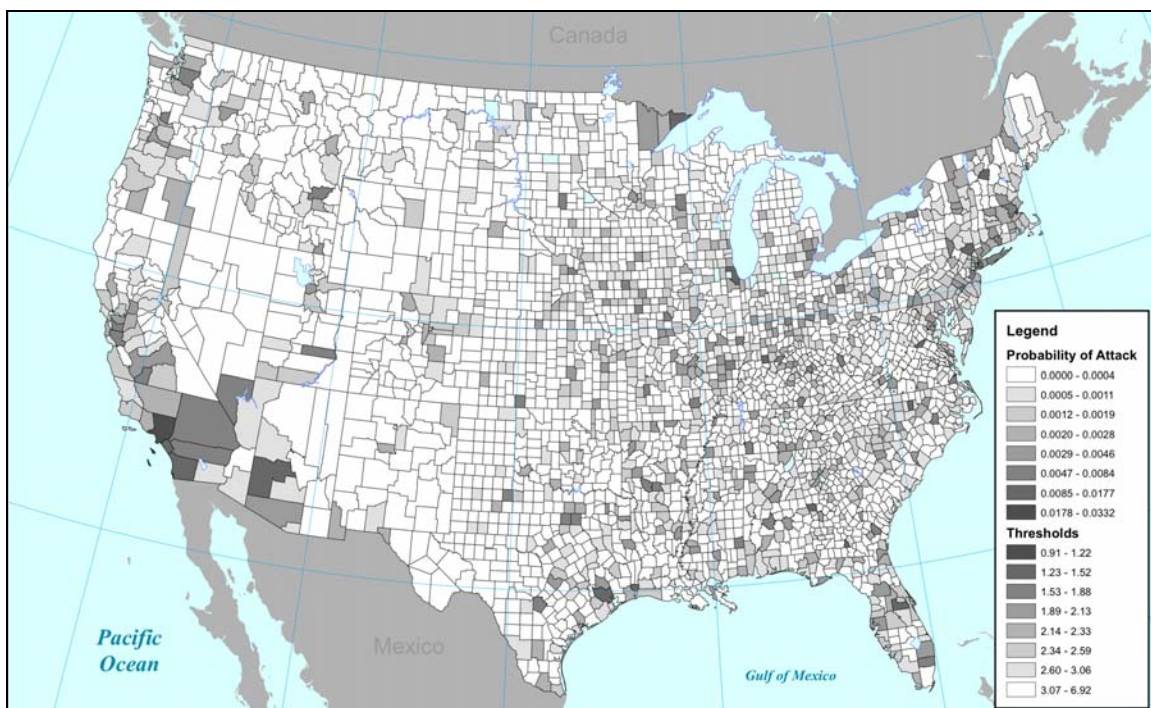 Canada
Legend
Probability of Attack
0.0000 - 0.0004
0.0005 - 0.0011
0.0012 - 0.0019
0.0020 - 0.0028
0.0029 - 0.0046
0.0047 - 0.0084
0.0085 - 0.0177
0.0178 - 0.0332
Thresholds
0.91 - 1.22
1.23 - 1.52
1.53 - 1.88
1.89 - 2.13
2.14 - 2.33
2.34 - 2.59
2.60 - 3.06
3.07 - 6.92
Pacific
Ocean
Mexico
Gulf of Mexico